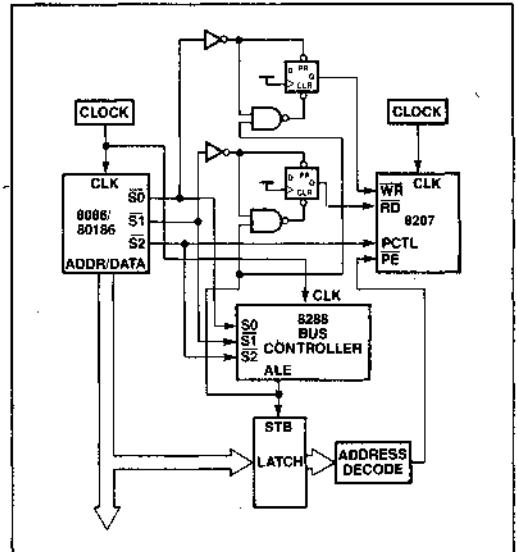 D PR Q
CLR
CLOCK
CLOCK
D PR Q
CLR
CLK
8086/
80186
S0
S1
S2
ADDR/DATA
CLK
WR
RD
8207
PCTL
PE
CLK
S0
S1
S2
8288
BUS
CONTROLLER
ALE
STB
LATCH
ADDRESS
DECODE